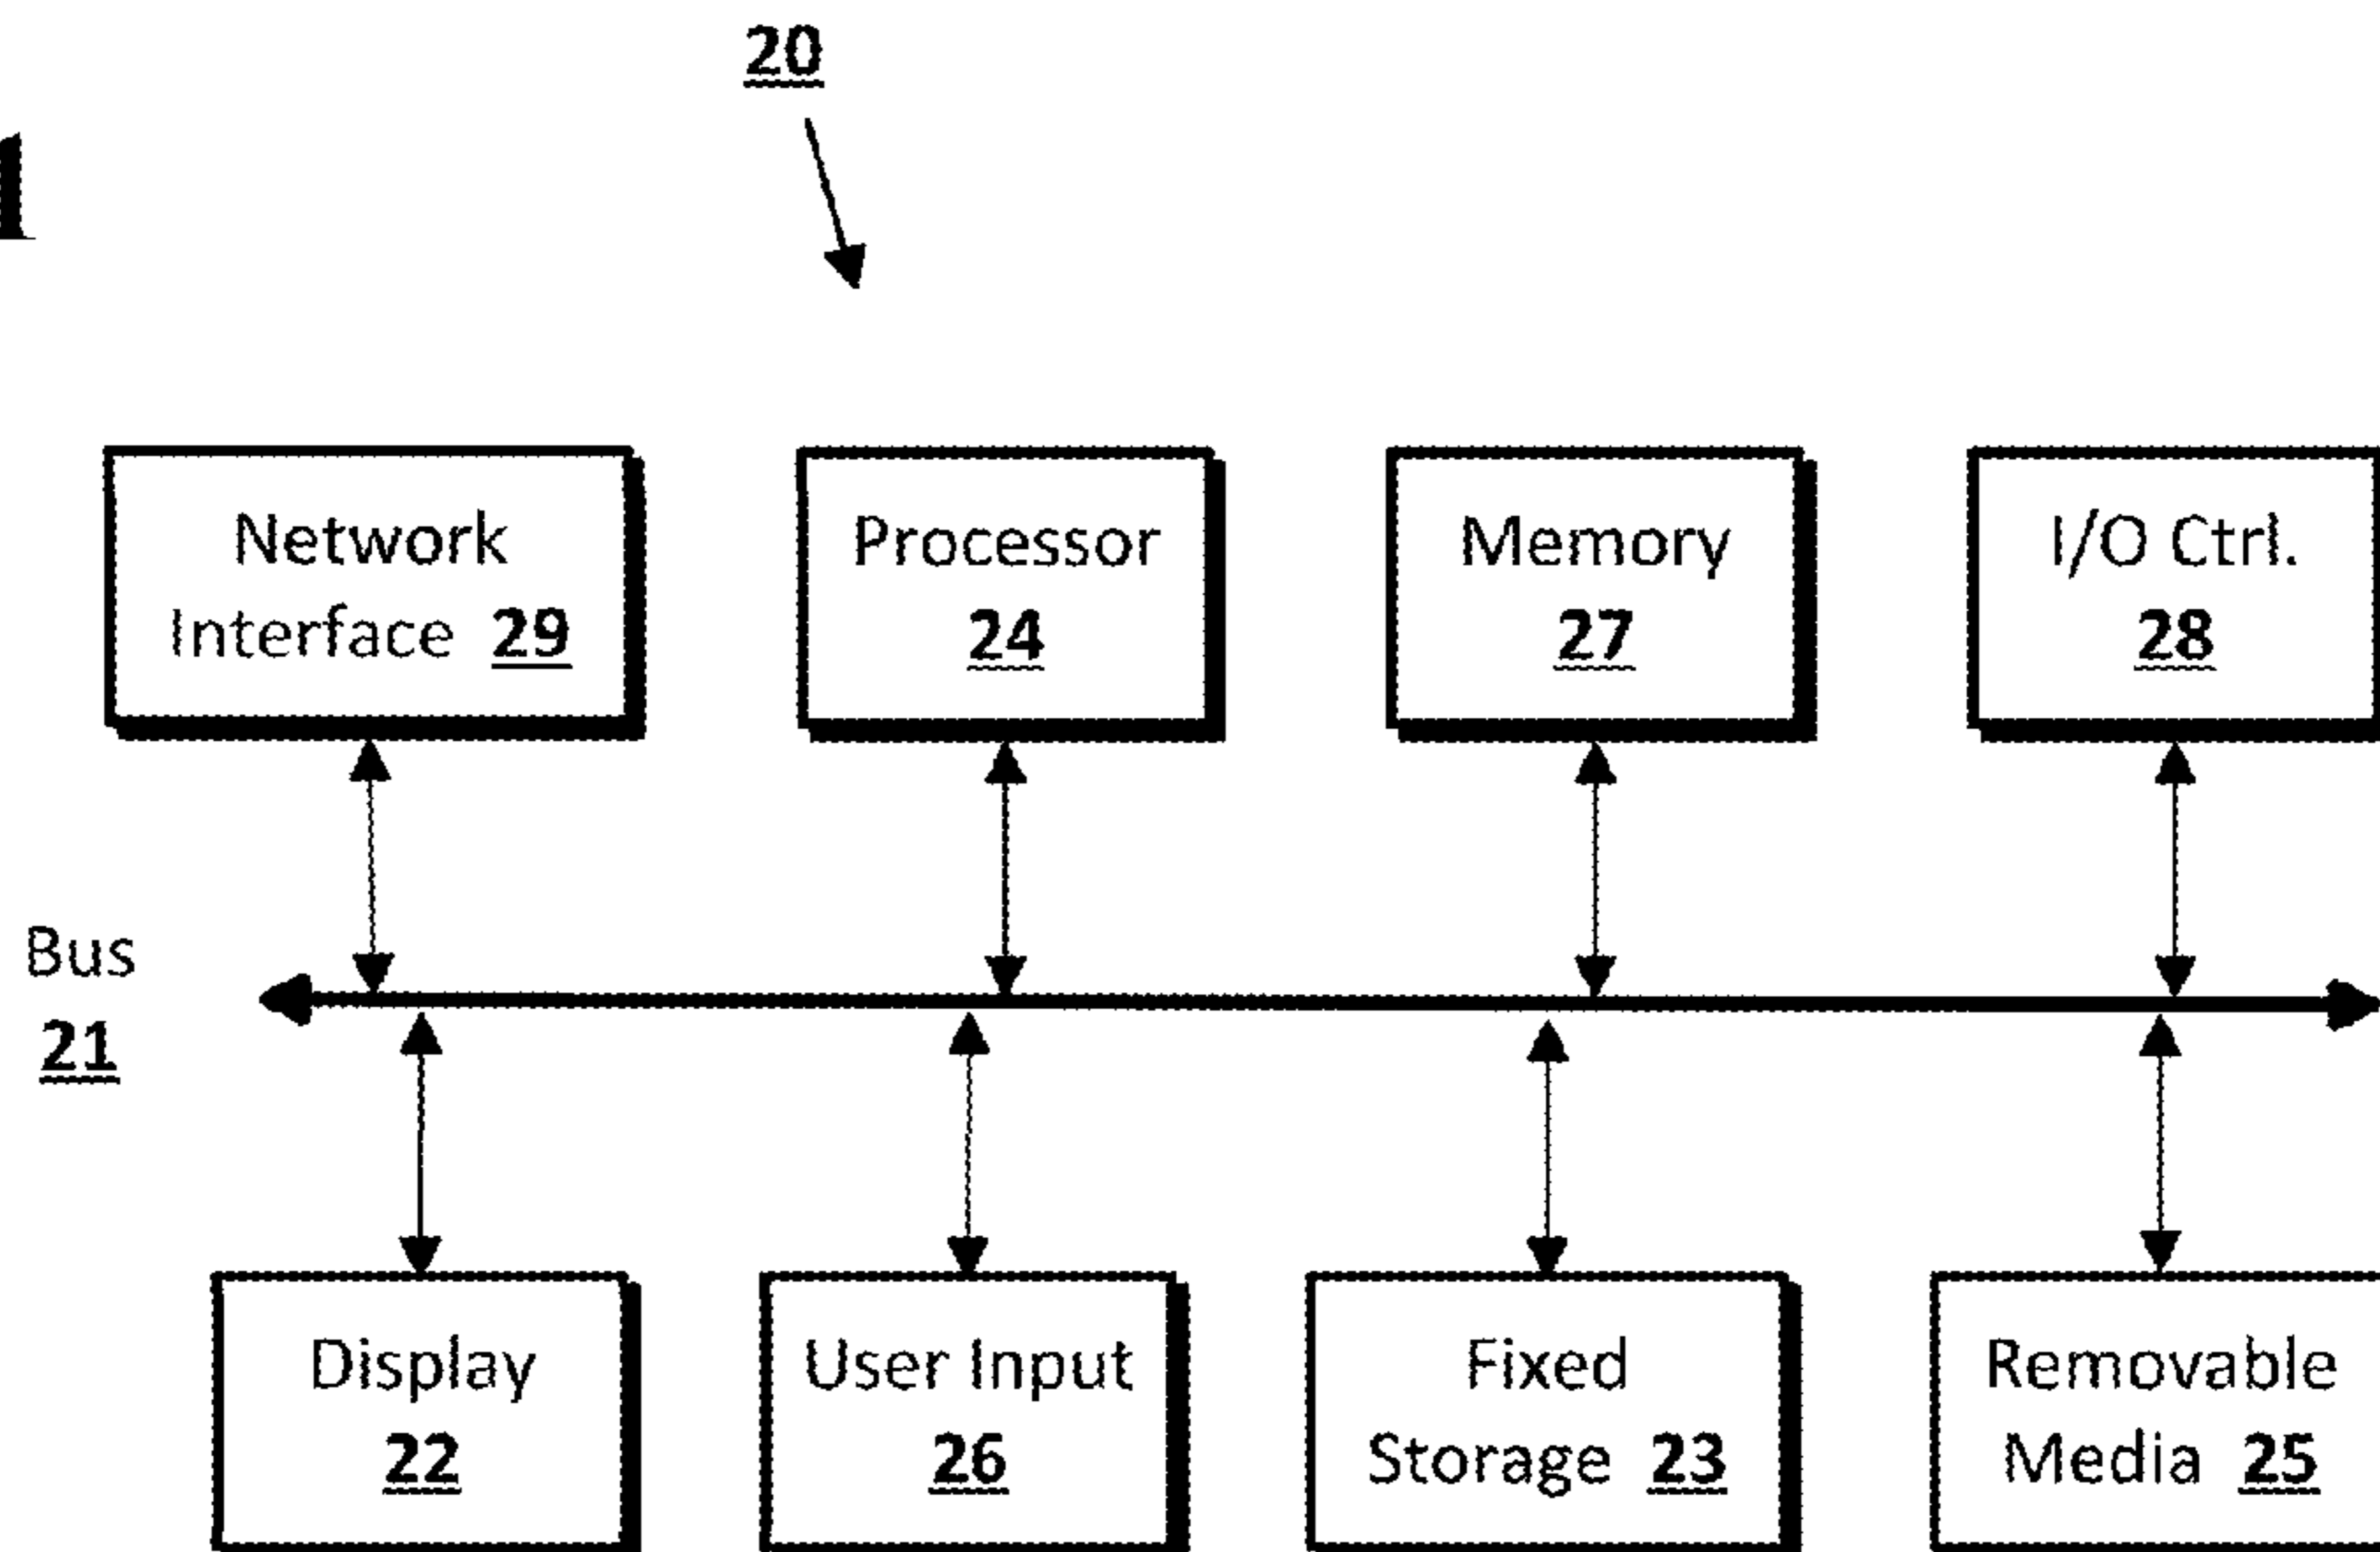 20
1
Network
Interface 29
Processor
24
Memory
27
I/O Ctrl.
28
Bus
21
Display
22
User Input
26
Fixed
Storage 23
Removable
Media 25